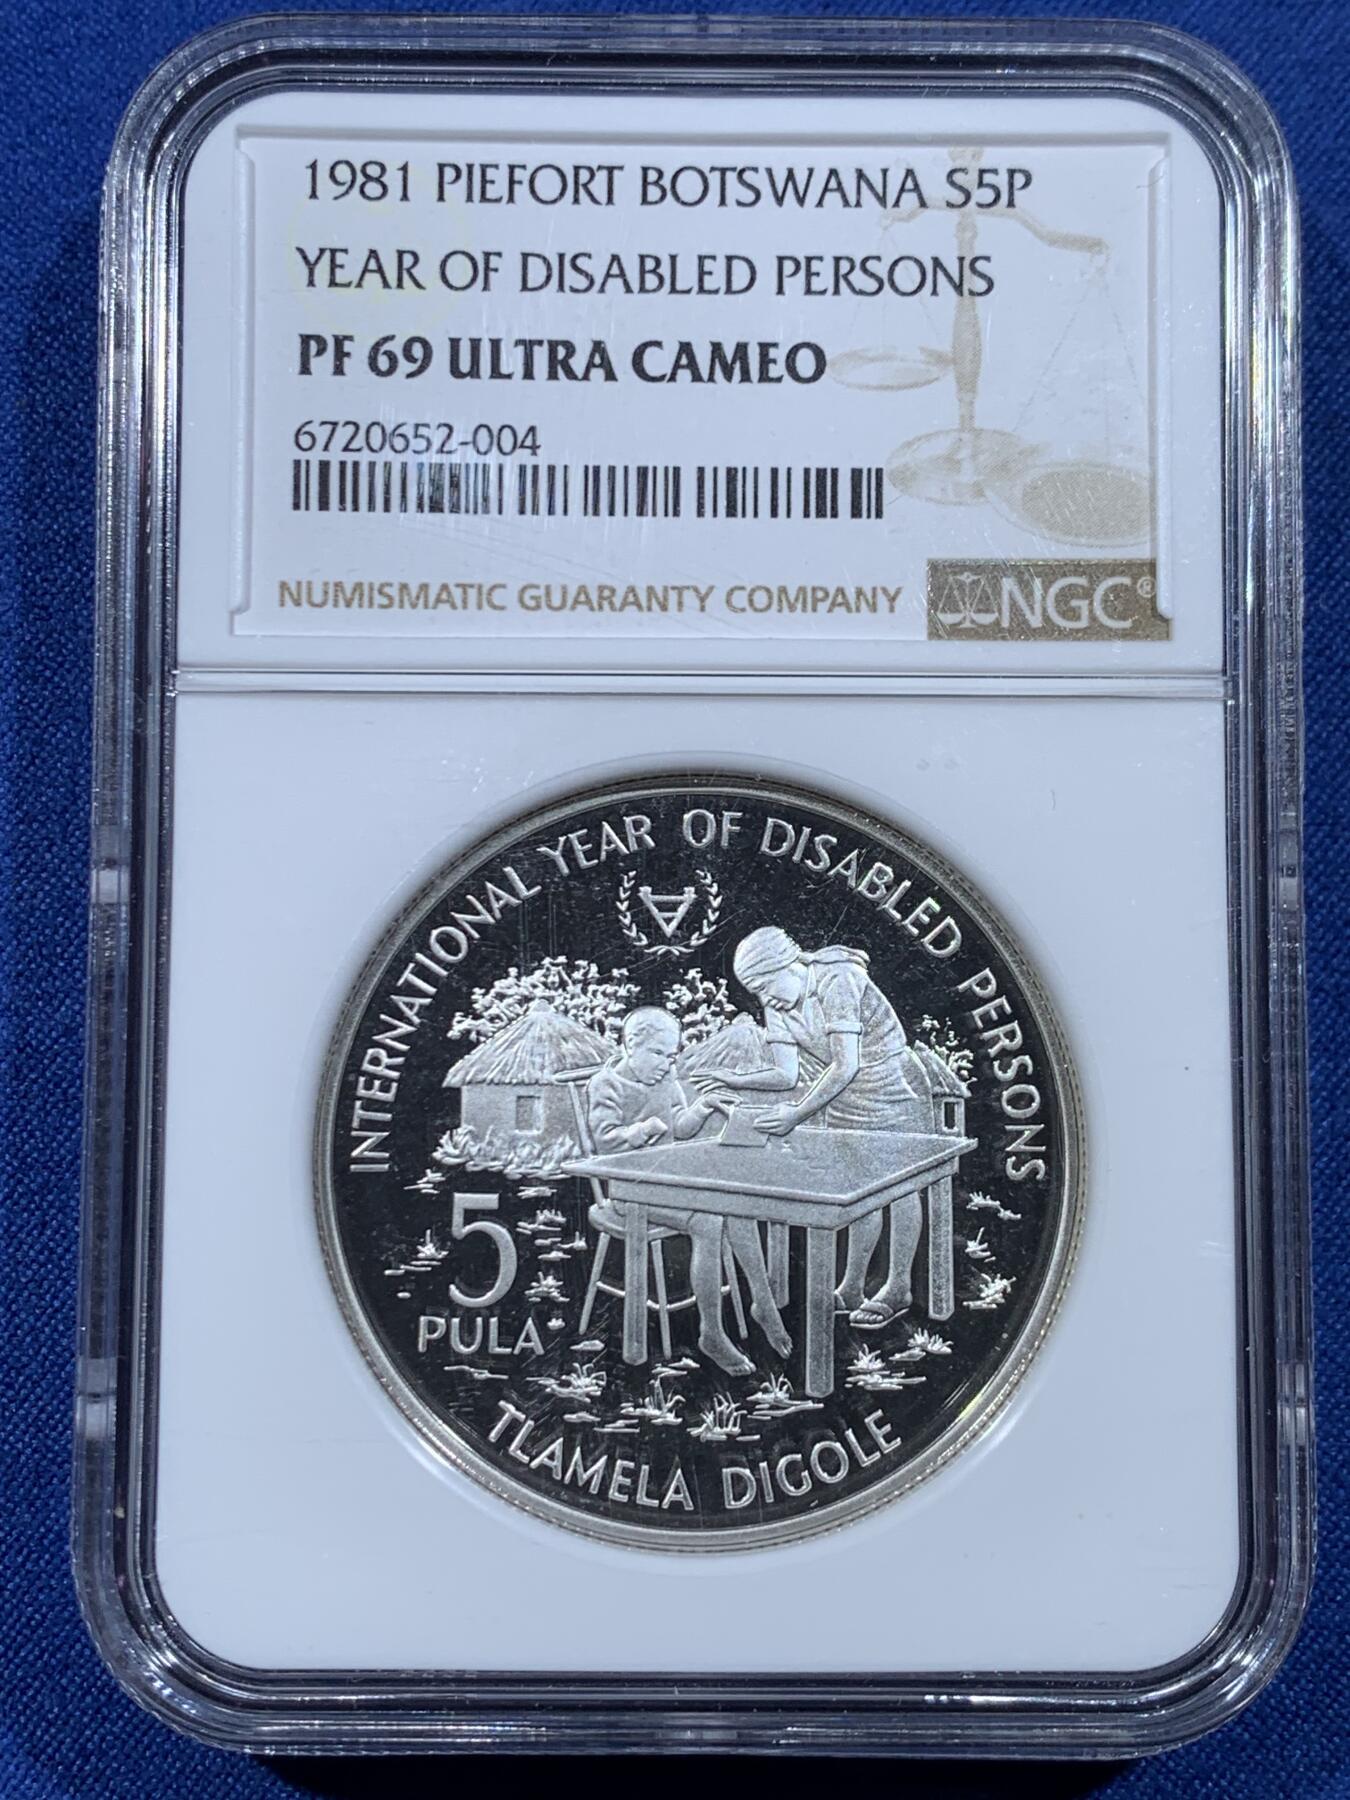 1981 PIEFORT BOTSWANA S5P
YEAR OF DISABLED PERSONS
PF 69 ULTRA CAMEO
6720652-004
NUMISMATIC GUARANTY COMPANY
NGC®
INTERNATIONAL YEAR OF DISABLED PERSONS
5
PULA
TLAMELA DIGOLE